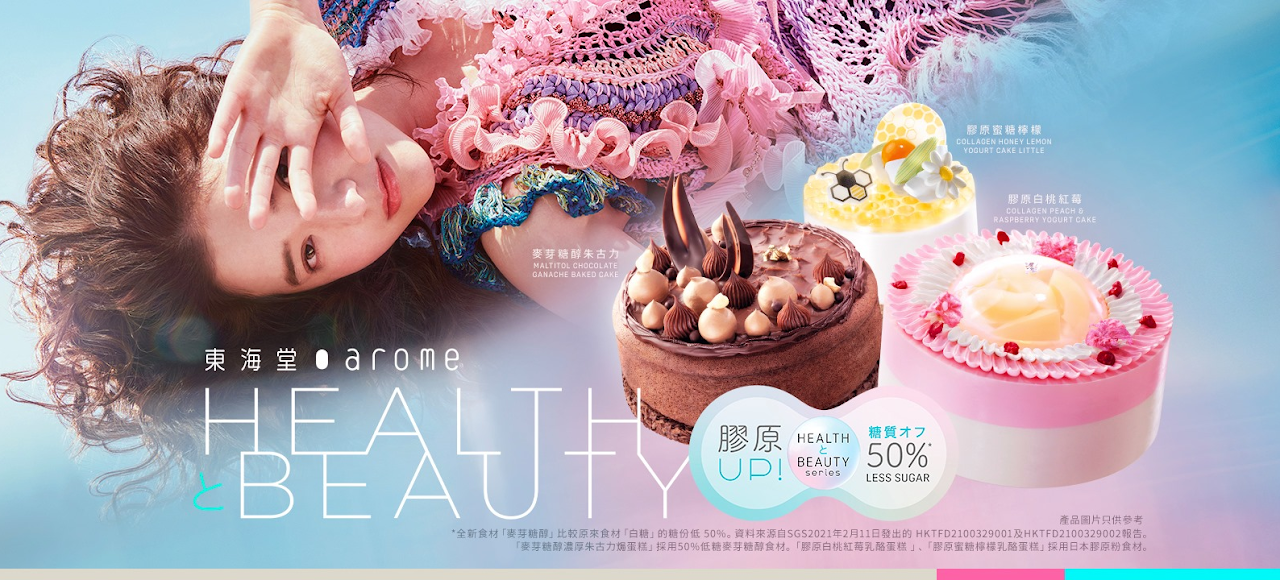 膠原蜜糖檸檬
COLLAGEN HONEY LEMON
YOGURT CAKE LITTLE
膠原白桃紅莓
COLLAGEN PEACH &
RASPBERRY YOGURT CAKE
麥芽糖醇朱古力
MALTITOL CHOCOLATE
GANACHE BAKED CAKE
東海堂 arome
HEALTH
と BEAUTY
膠原
UP!
HEALTH
と
BEAUTY
series
糖質オフ
50%*
LESS SUGAR
產品圖片只供參考
*全新食材「麥芽糖醇」比較原來食材「白糖」的糖份低 50%。資料來源自SGS2021年2月11日發出的 HKTFD2100329001及HKTFD2100329002報告。
「麥芽糖醇濃厚朱古力焗蛋糕」採用50%低糖麥芽糖醇食材。「膠原白桃紅莓乳酪蛋糕 」、「膠原蜜糖檸檬乳酪蛋糕」採用日本膠原粉食材。